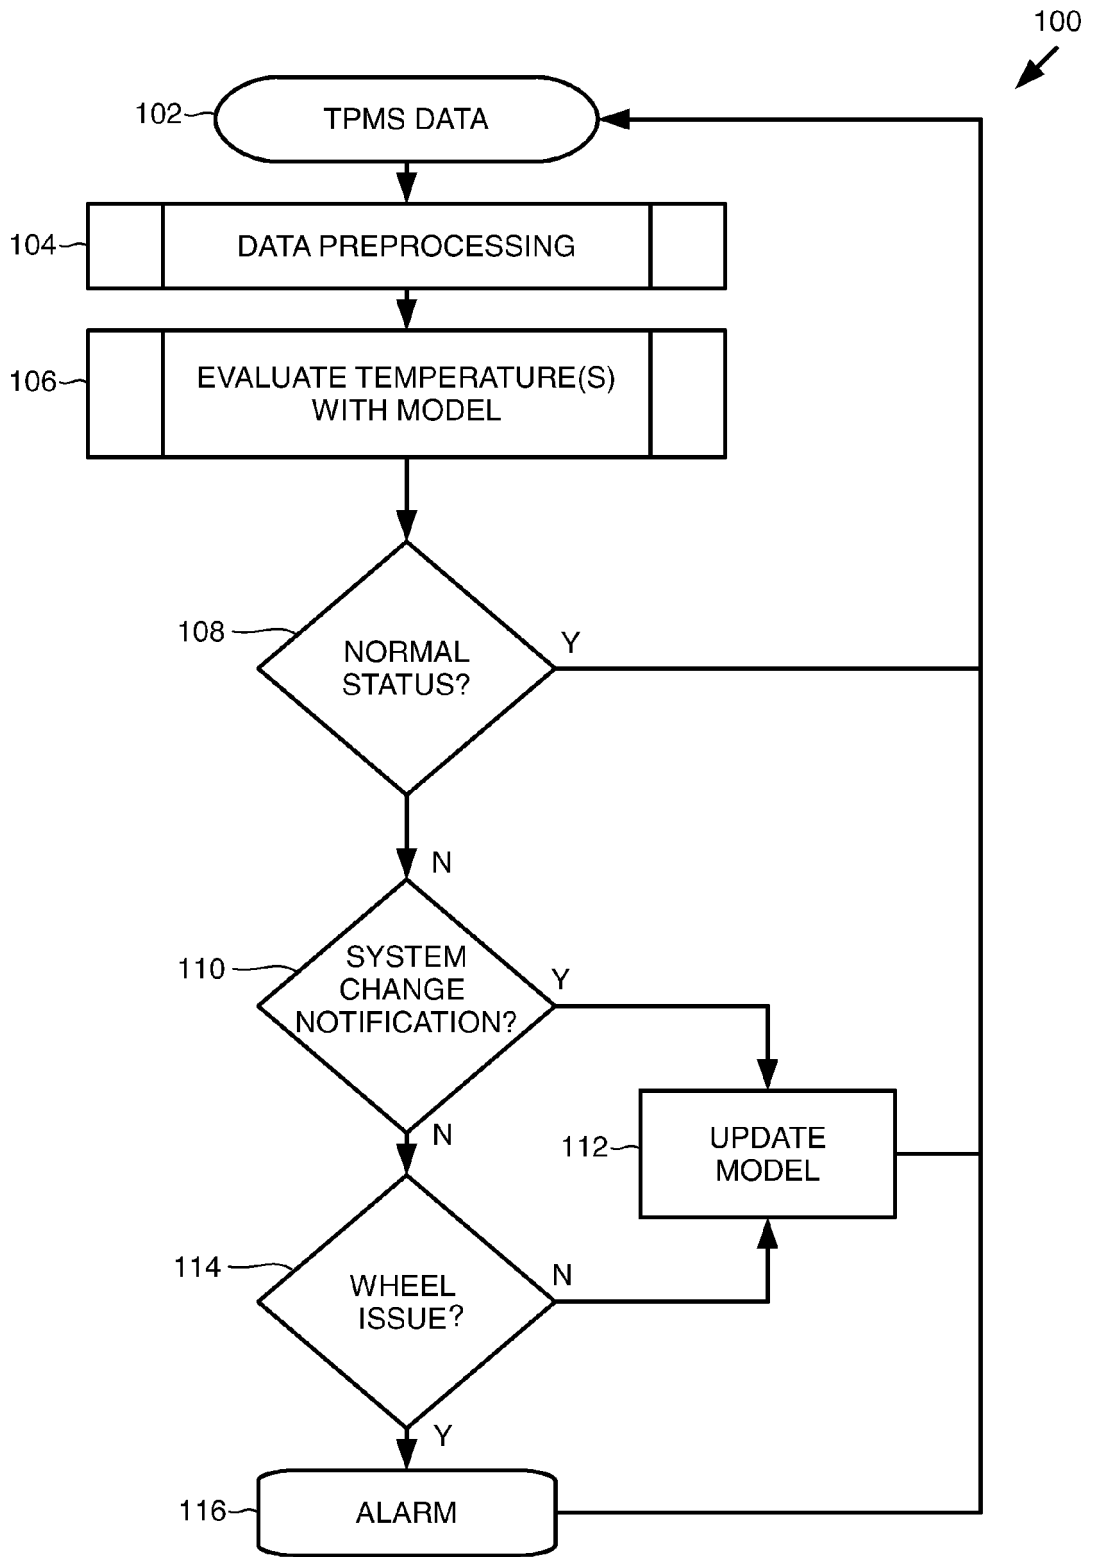 100
102
TPMS DATA
104
DATA PREPROCESSING
106
EVALUATE TEMPERATURE(S)
WITH MODEL
108
NORMAL
STATUS?
Y
N
110
SYSTEM
CHANGE
NOTIFICATION?
Y
N
112
UPDATE
MODEL
114
WHEEL
ISSUE?
N
Y
116
ALARM